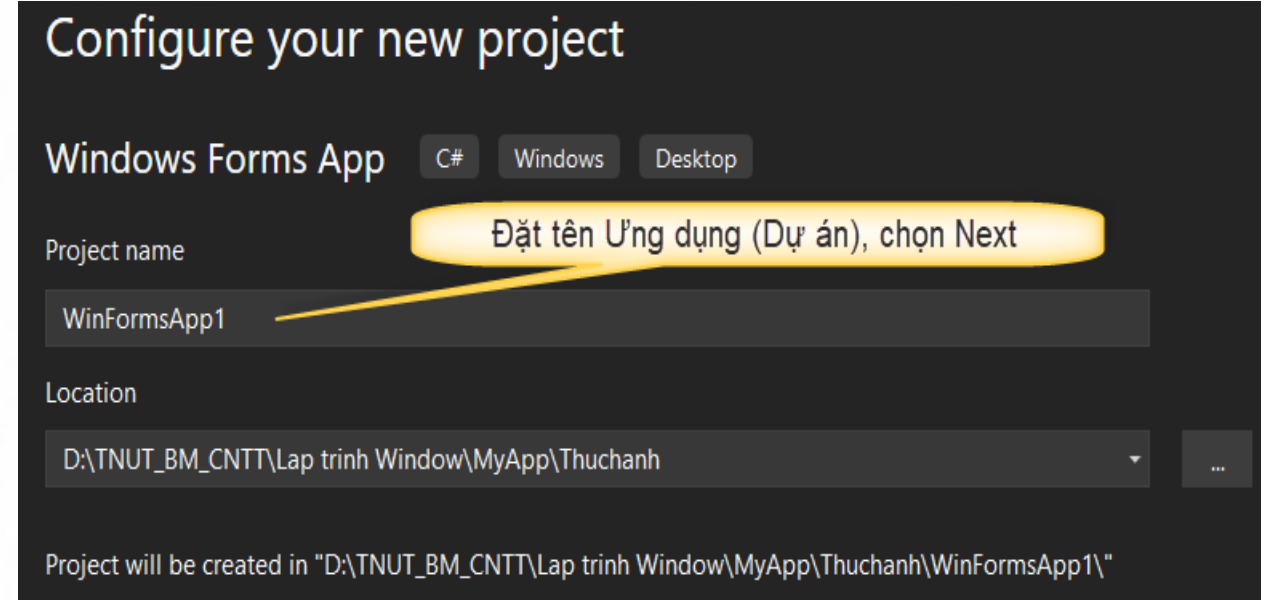 Configure your new project
Windows Forms App C# Windows Desktop
Đặt tên Ưng dụng (Dự án), chọn Next
Project name
WinFormsApp1
Location
D:\TNUT_BM_CNTT\Lap trinh Window\MyApp\Thuchanh
...
Project will be created in "D:\TNUT_BM_CNTT\Lap trinh Window\MyApp\Thuchanh\WinFormsApp1\"